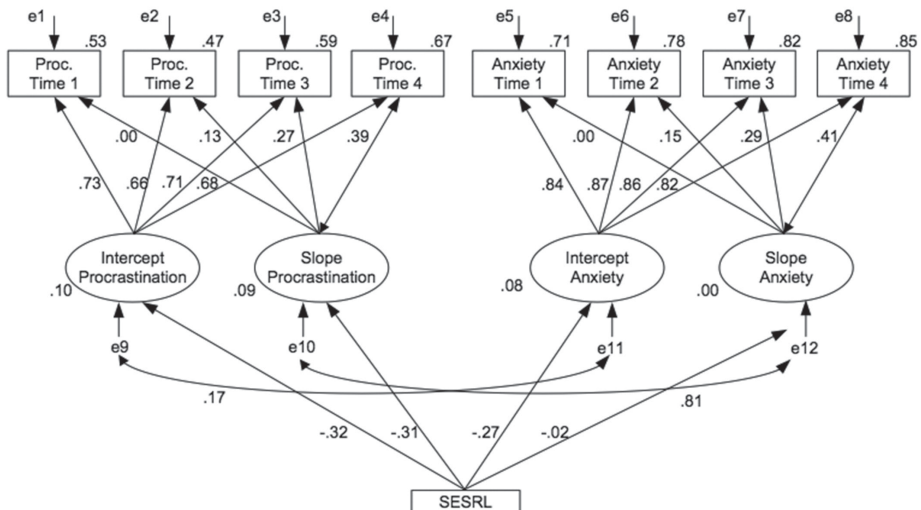 e1 e2 e3 e4 e5 e6 e7 e8
.53 .47 .59 .67 .71 .78 .82 .85
Proc. Proc. Proc. Proc. Anxiety Anxiety Anxiety Anxiety
Time 1 Time 2 Time 3 Time 4 Time 1 Time 2 Time 3 Time 4
.00 .13 .27 .39 .00 .15 .29 .41
.73 .66 .71 .68 .84 .87 .86 .82
Intercept Slope Intercept Slope
Procrastination Procrastination Anxiety Anxiety
.10 .09 .08 .00
e9 e10 e11 e12
.17 .81
-.32 -.31 -.27 -.02
SESRL